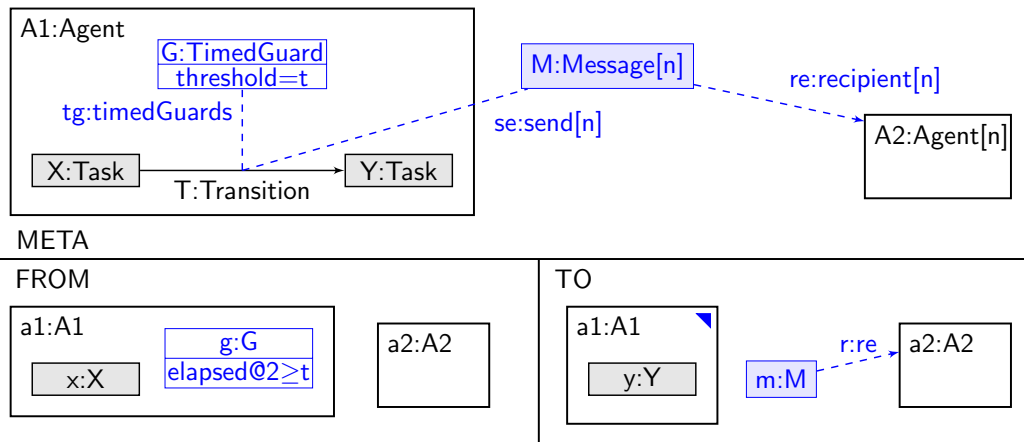 A1:Agent
G:TimedGuard
threshold=t
tg:timedGuards
X:Task
T:Transition
Y:Task
M:Message[n]
se:send[n]
re:recipient[n]
A2:Agent[n]
META
FROM
a1:A1
g:G
elapsed@2≥t
x:X
a2:A2
TO
a1:A1
y:Y
m:M
r:re
a2:A2